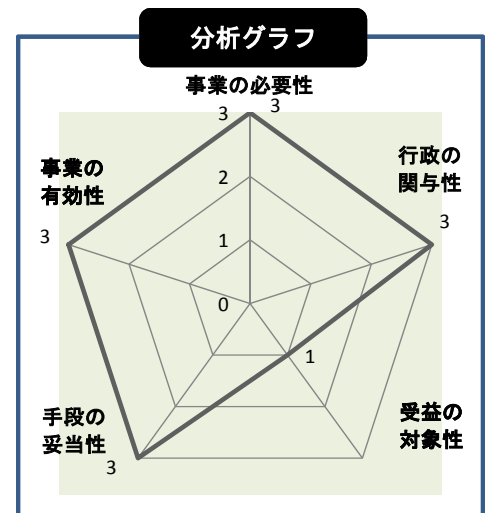 分析グラフ
事業の必要性
3
3
2
1
0
行政の
関与性
3
受益の
対象性
1
手段の
妥当性
3
事業の
有効性
3